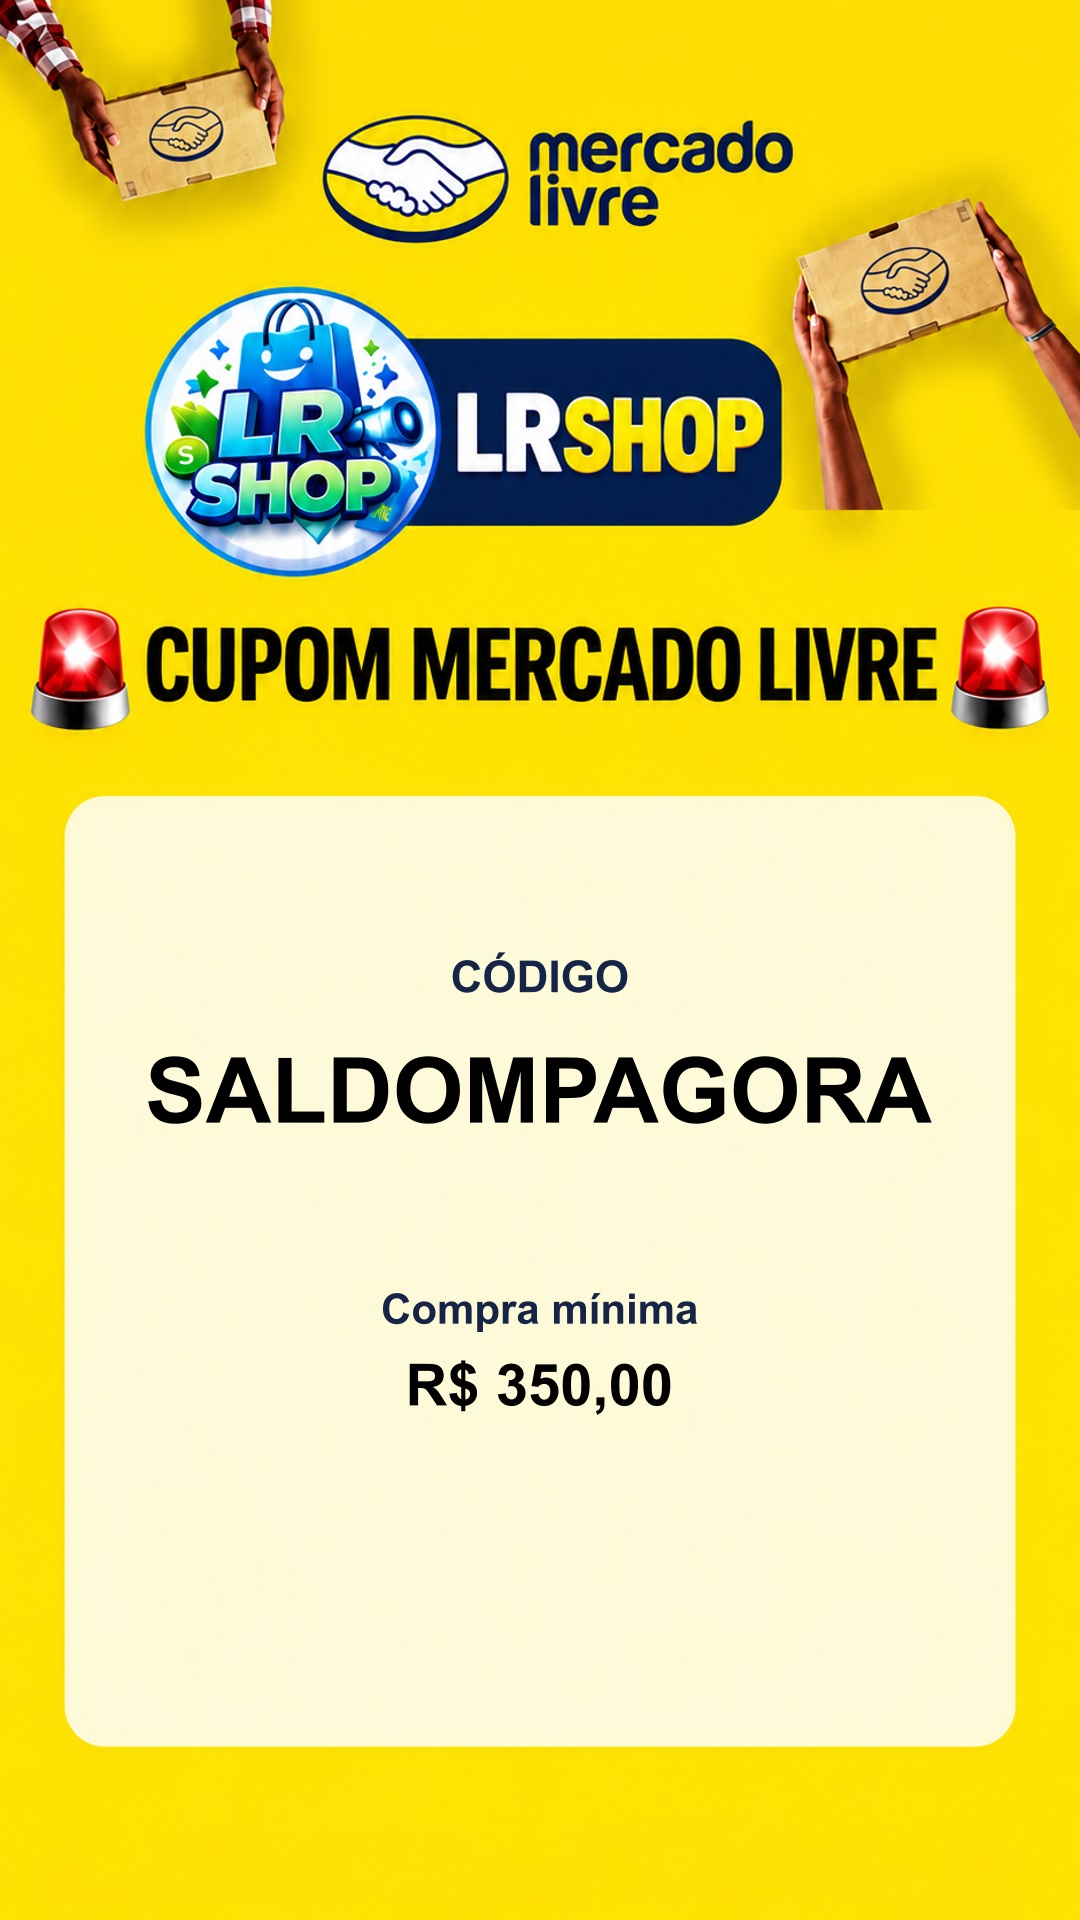 mercado
livre
LR
SHOP
S
LRSHOP
CUPOM MERCADO LIVRE
CÓDIGO
SALDOMPAGORA
Compra mínima
R$ 350,00